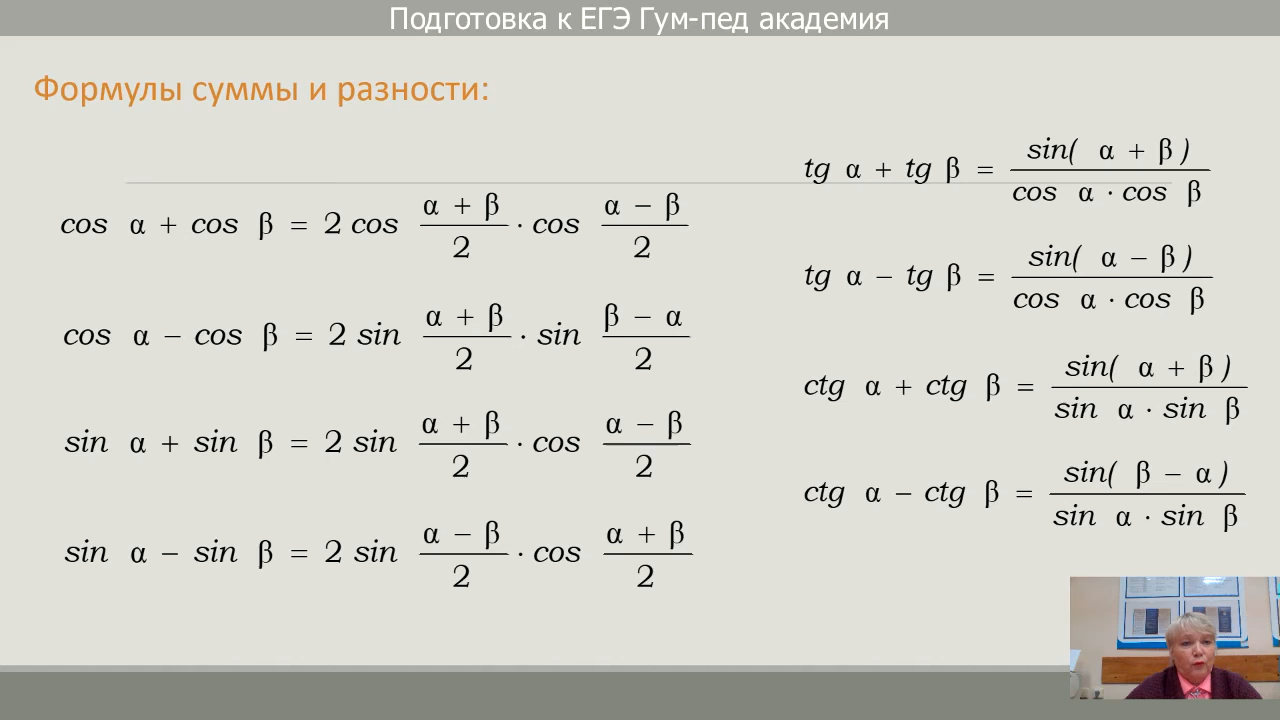 Подготовка к ЕГЭ Гум-пед академия
Формулы суммы и разности:
cos α + cos β = 2 cos (α + β)/2 · cos (α − β)/2
cos α − cos β = 2 sin (α + β)/2 · sin (β − α)/2
sin α + sin β = 2 sin (α + β)/2 · cos (α − β)/2
sin α − sin β = 2 sin (α − β)/2 · cos (α + β)/2
tg α + tg β = sin( α + β )/(cos α · cos β)
tg α − tg β = sin( α − β )/(cos α · cos β)
ctg α + ctg β = sin( α + β )/(sin α · sin β)
ctg α − ctg β = sin( β − α )/(sin α · sin β)